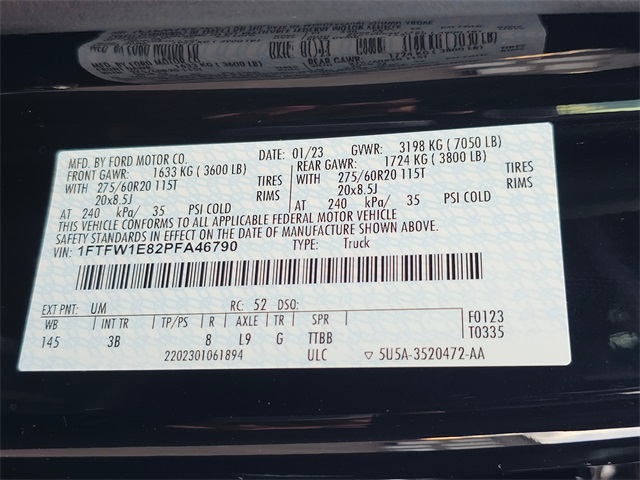 MFD. BY FORD MOTOR CO. DATE: 01/23 GVWR: 3198 KG ( 7050 LB)
FRONT GAWR: 1633 KG ( 3600 LB) REAR GAWR: 1724 KG ( 3800 LB)
WITH 275/60R20 115T TIRES WITH 275/60R20 115T TIRES
20x8.5J RIMS 20x8.5J RIMS
AT 240 kPa/ 35 PSI COLD AT 240 kPa/ 35 PSI COLD
THIS VEHICLE CONFORMS TO ALL APPLICABLE FEDERAL MOTOR VEHICLE
SAFETY STANDARDS IN EFFECT ON THE DATE OF MANUFACTURE SHOWN ABOVE.
VIN: 1FTFW1E82PFA46790 TYPE: Truck
EXT PNT: UM RC: 52 DSO: F0123
WB INT TR TP/PS R AXLE TR SPR T0335
145 3B 8 L9 G TTBB
2202301061894 ULC ▽ 5U5A-3520472-AA